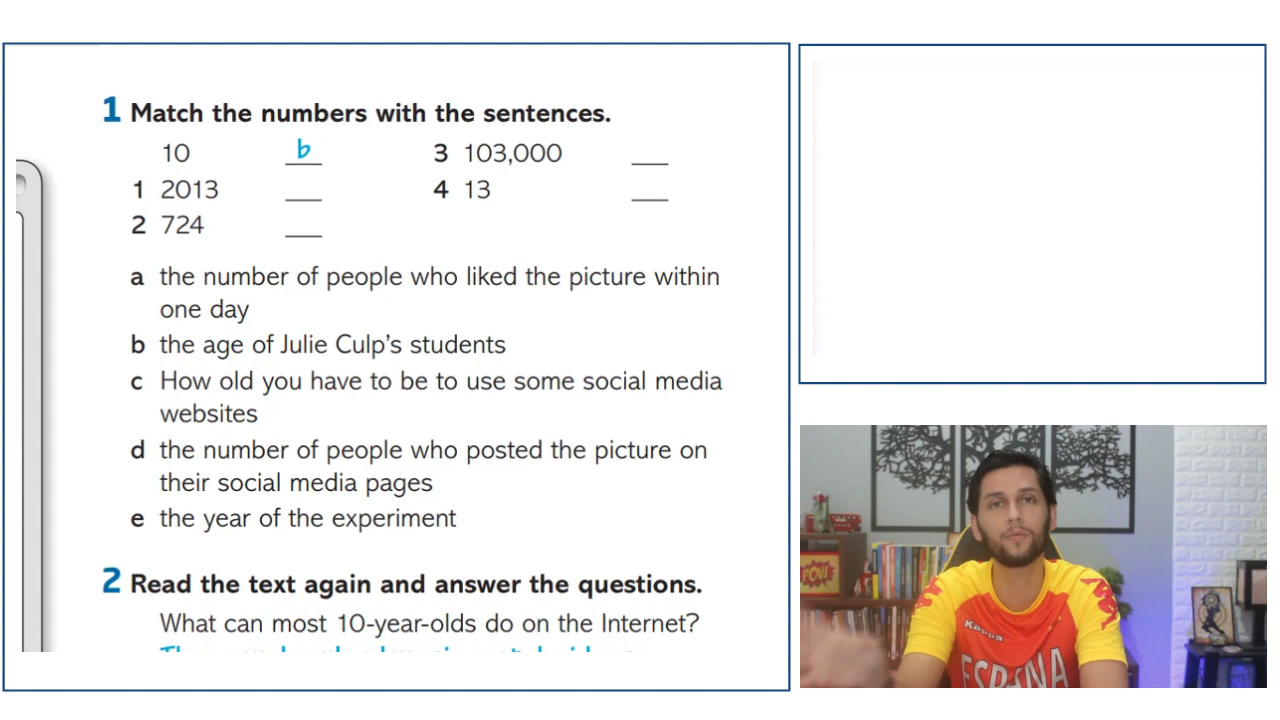 1 Match the numbers with the sentences.
10 b 3 103,000
1 2013 4 13
2 724
a the number of people who liked the picture within
one day
b the age of Julie Culp's students
c How old you have to be to use some social media
websites
d the number of people who posted the picture on
their social media pages
e the year of the experiment
2 Read the text again and answer the questions.
What can most 10-year-olds do on the Internet?
POW!
Kappa
ESPAÑA